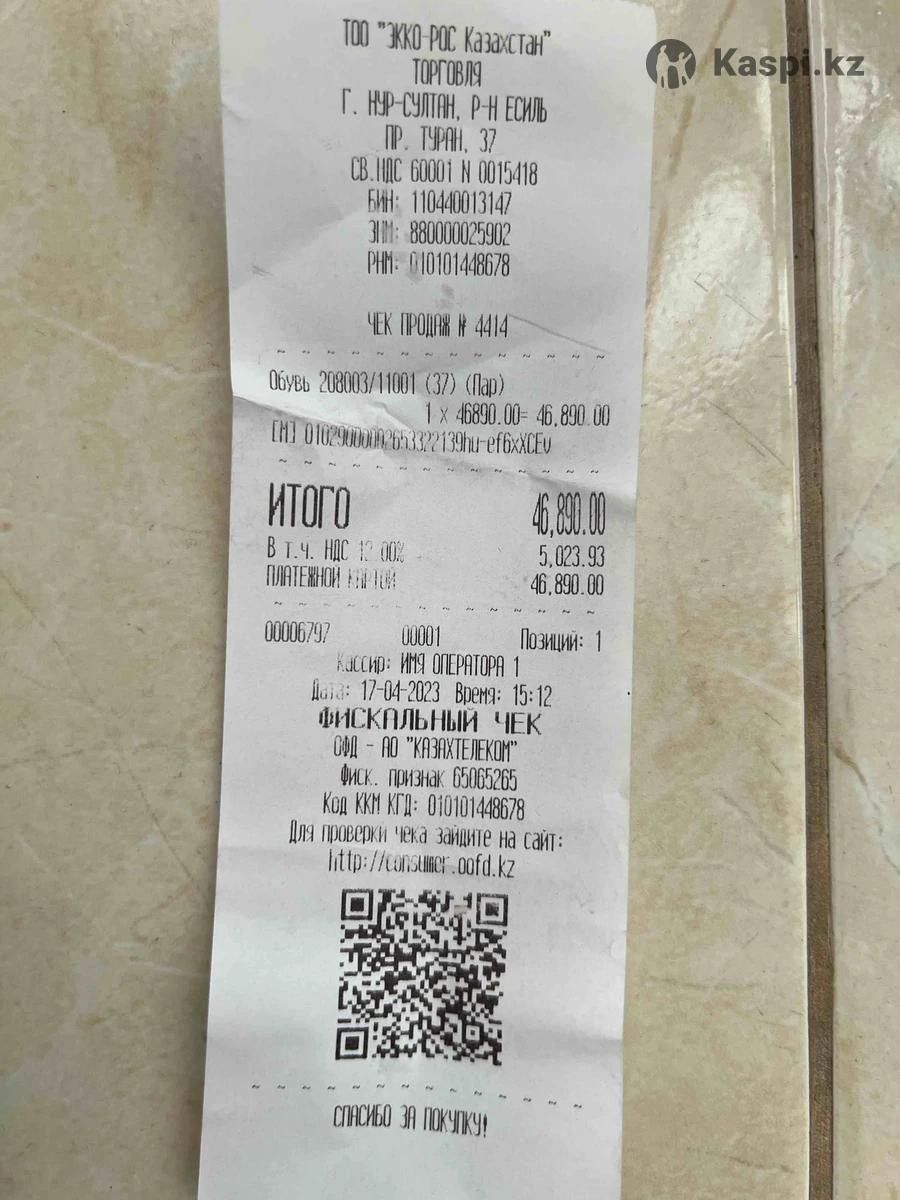 Kaspi.kz
ТОО "ЭККО-РОС Казахстан"
ТОРГОВЛЯ
Г. НУР-СУЛТАН, Р-Н ЕСИЛЬ
ПР. ТУРАН, 37
СВ.НДС 60001 N 0015418
БИН: 110440013147
ЗНМ: 880000025902
РНМ: 010101448678
ЧЕК ПРОДАЖ № 4414
Обувь 208003/11001 (37) (Пар)
1 x 46890.00= 46,890.00
[M] 0102900002653322139hu-ef6xXCEv
ИТОГО 46,890.00
В т.ч. НДС 12.00% 5,023.93
ПЛАТЕЖНОЙ КАРТОЙ 46,890.00
00006797 00001 Позиций: 1
Кассир: ИМЯ ОПЕРАТОРА 1
Дата: 17-04-2023 Время: 15:12
ФИСКАЛЬНЫЙ ЧЕК
ОФД - АО "КАЗАХТЕЛЕКОМ"
Фиск. признак 65065265
Код ККМ КГД: 010101448678
Для проверки чека зайдите на сайт:
http://consumer.oofd.kz
СПАСИБО ЗА ПОКУПКУ!